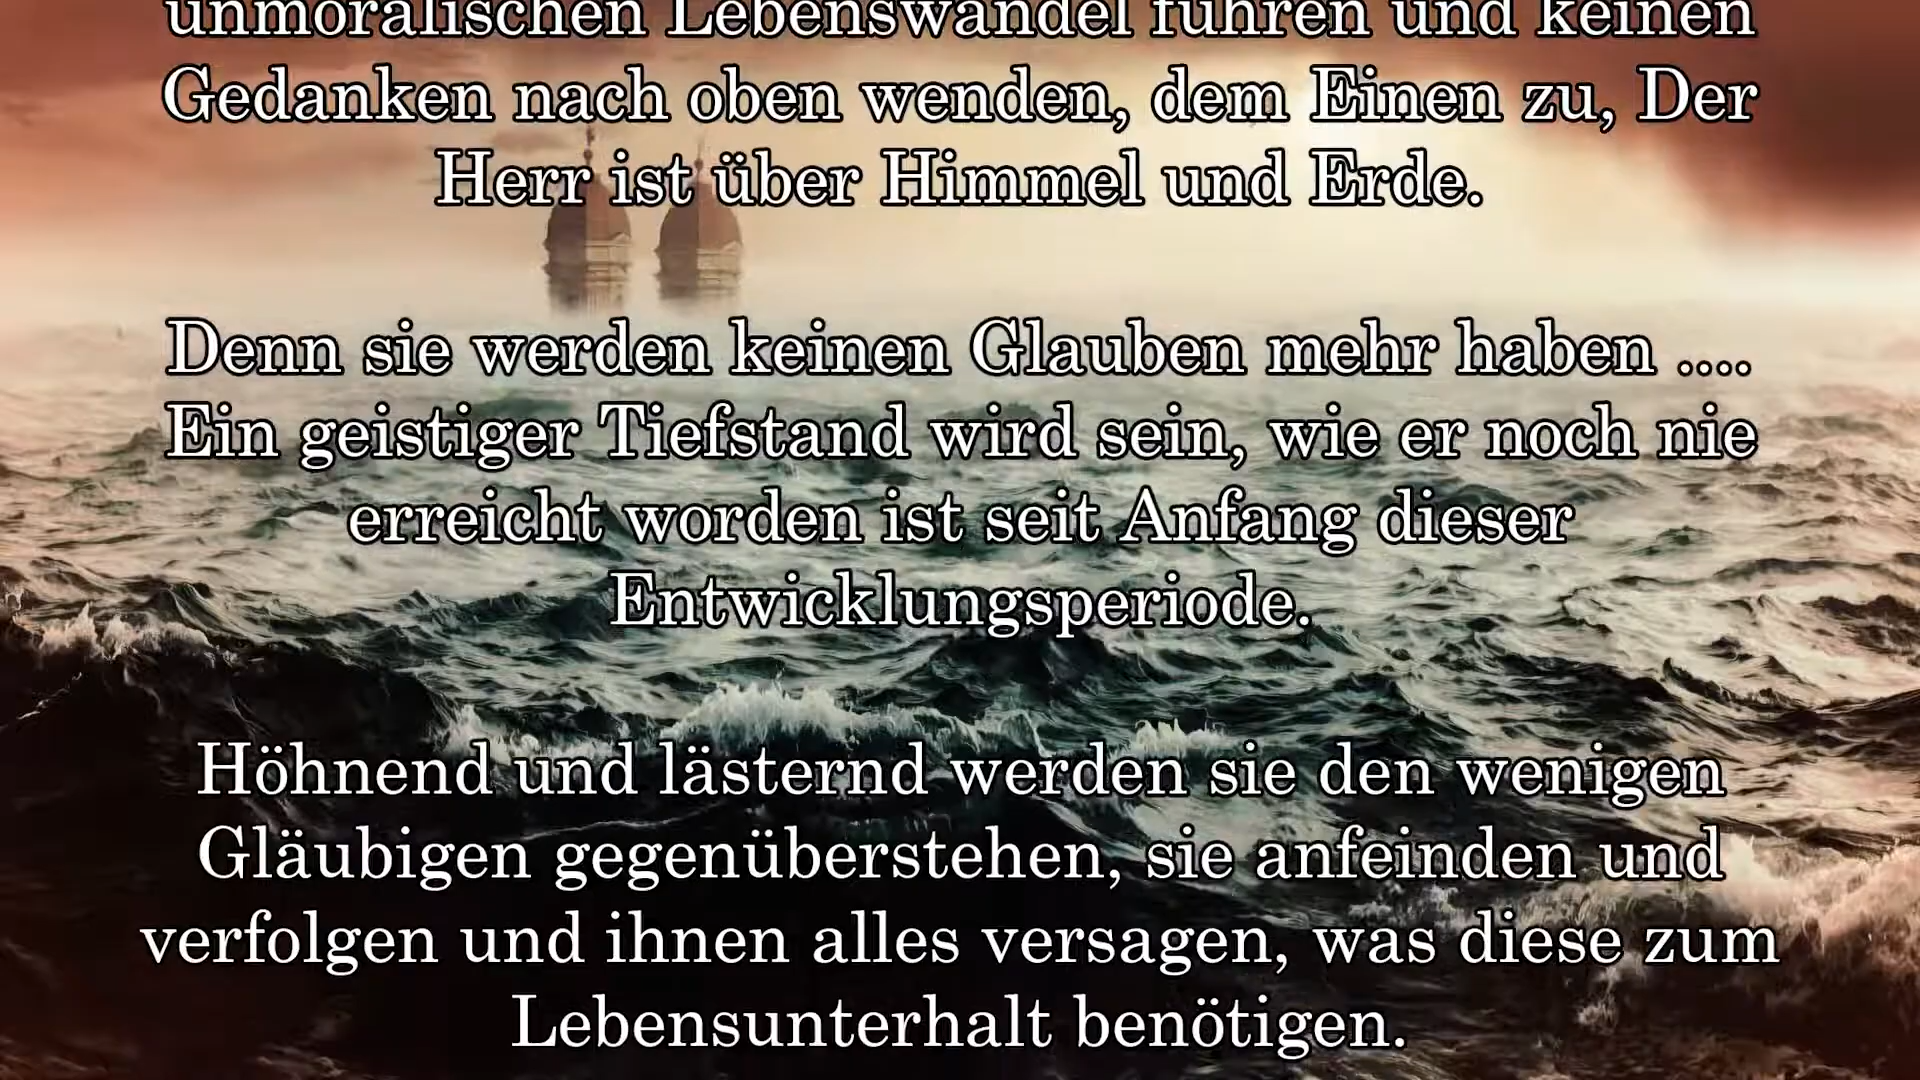 unmoralischen Lebenswandel führen und keinen
Gedanken nach oben wenden, dem Einen zu, Der
Herr ist über Himmel und Erde.
Denn sie werden keinen Glauben mehr haben ....
Ein geistiger Tiefstand wird sein, wie er noch nie
erreicht worden ist seit Anfang dieser
Entwicklungsperiode.
Höhnend und lästernd werden sie den wenigen
Gläubigen gegenüberstehen, sie anfeinden und
verfolgen und ihnen alles versagen, was diese zum
Lebensunterhalt benötigen.